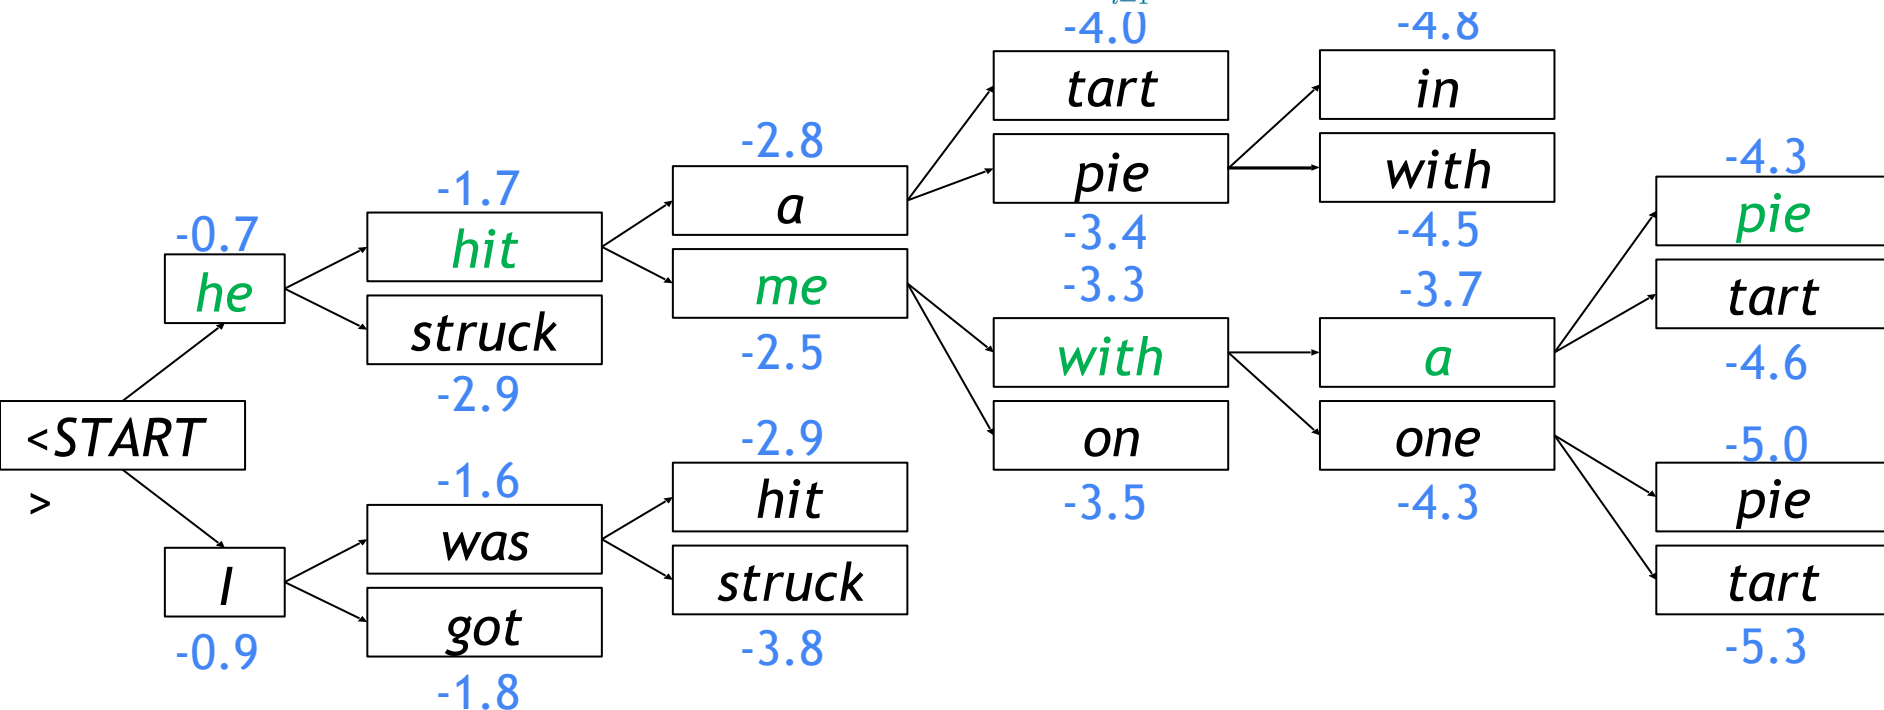 -4.0
-4.8
tart
in
-2.8
pie
with
-4.3
-1.7
a
-3.4
-4.5
pie
-0.7
hit
me
-3.3
-3.7
tart
he
struck
-2.5
with
a
-4.6
-2.9
<START
>
-2.9
on
one
-5.0
-1.6
hit
-3.5
-4.3
pie
was
struck
tart
I
got
-0.9
-3.8
-5.3
-1.8